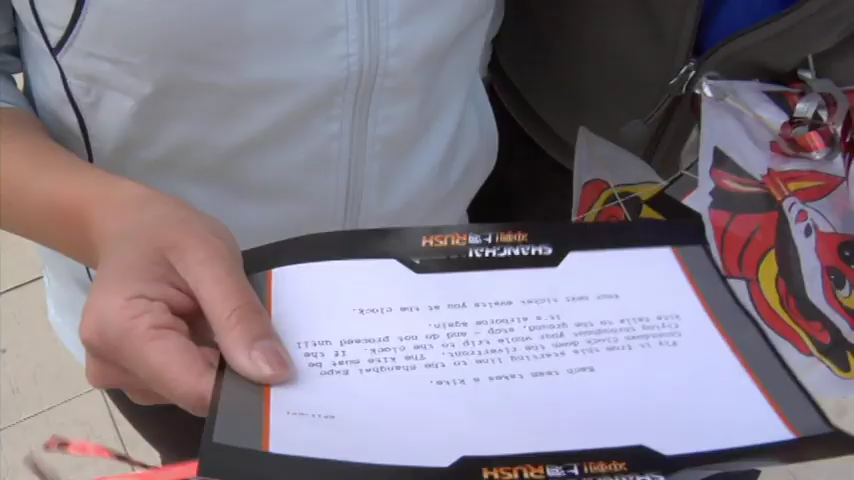 SHANGHAI
RUSH
Each team takes a kite.
Fly it from this starting line to the Shanghai Expo
Countdown Clock down the riverfront. The kite must be
flying throughout your whole trip to the clock. If the
kite falls to the ground, stop - and do not proceed until
it's airborne again.
Your next ticket awaits you at the clock.
SHANGHAI
RUSH